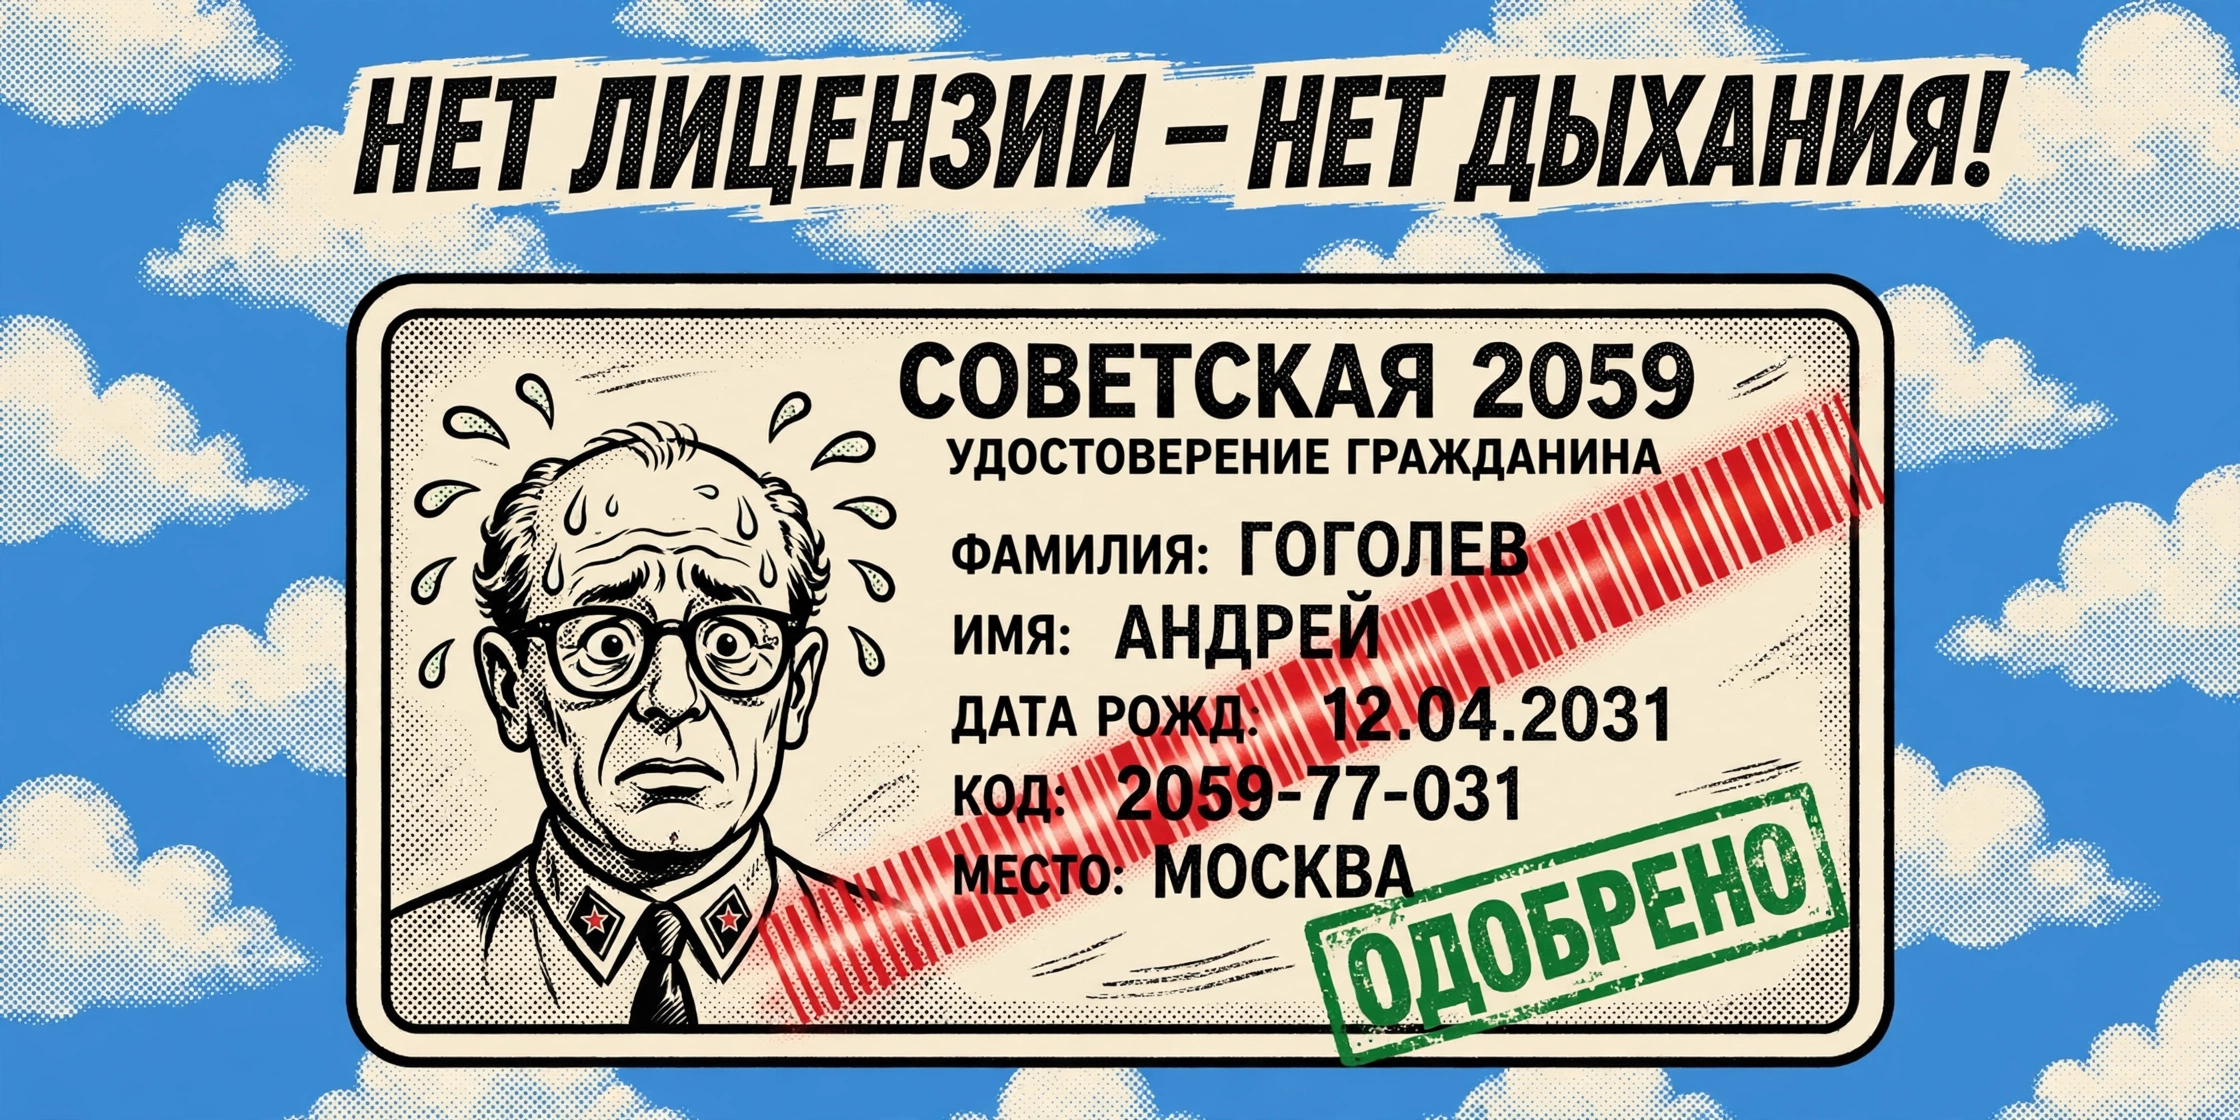 НЕТ ЛИЦЕНЗИИ – НЕТ ДЫХАНИЯ!
СОВЕТСКАЯ 2059
УДОСТОВЕРЕНИЕ ГРАЖДАНИНА
ФАМИЛИЯ: ГОГОЛЕВ
ИМЯ: АНДРЕЙ
ДАТА РОЖД: 12.04.2031
КОД: 2059-77-031
МЕСТО: МОСКВА
ОДОБРЕНО